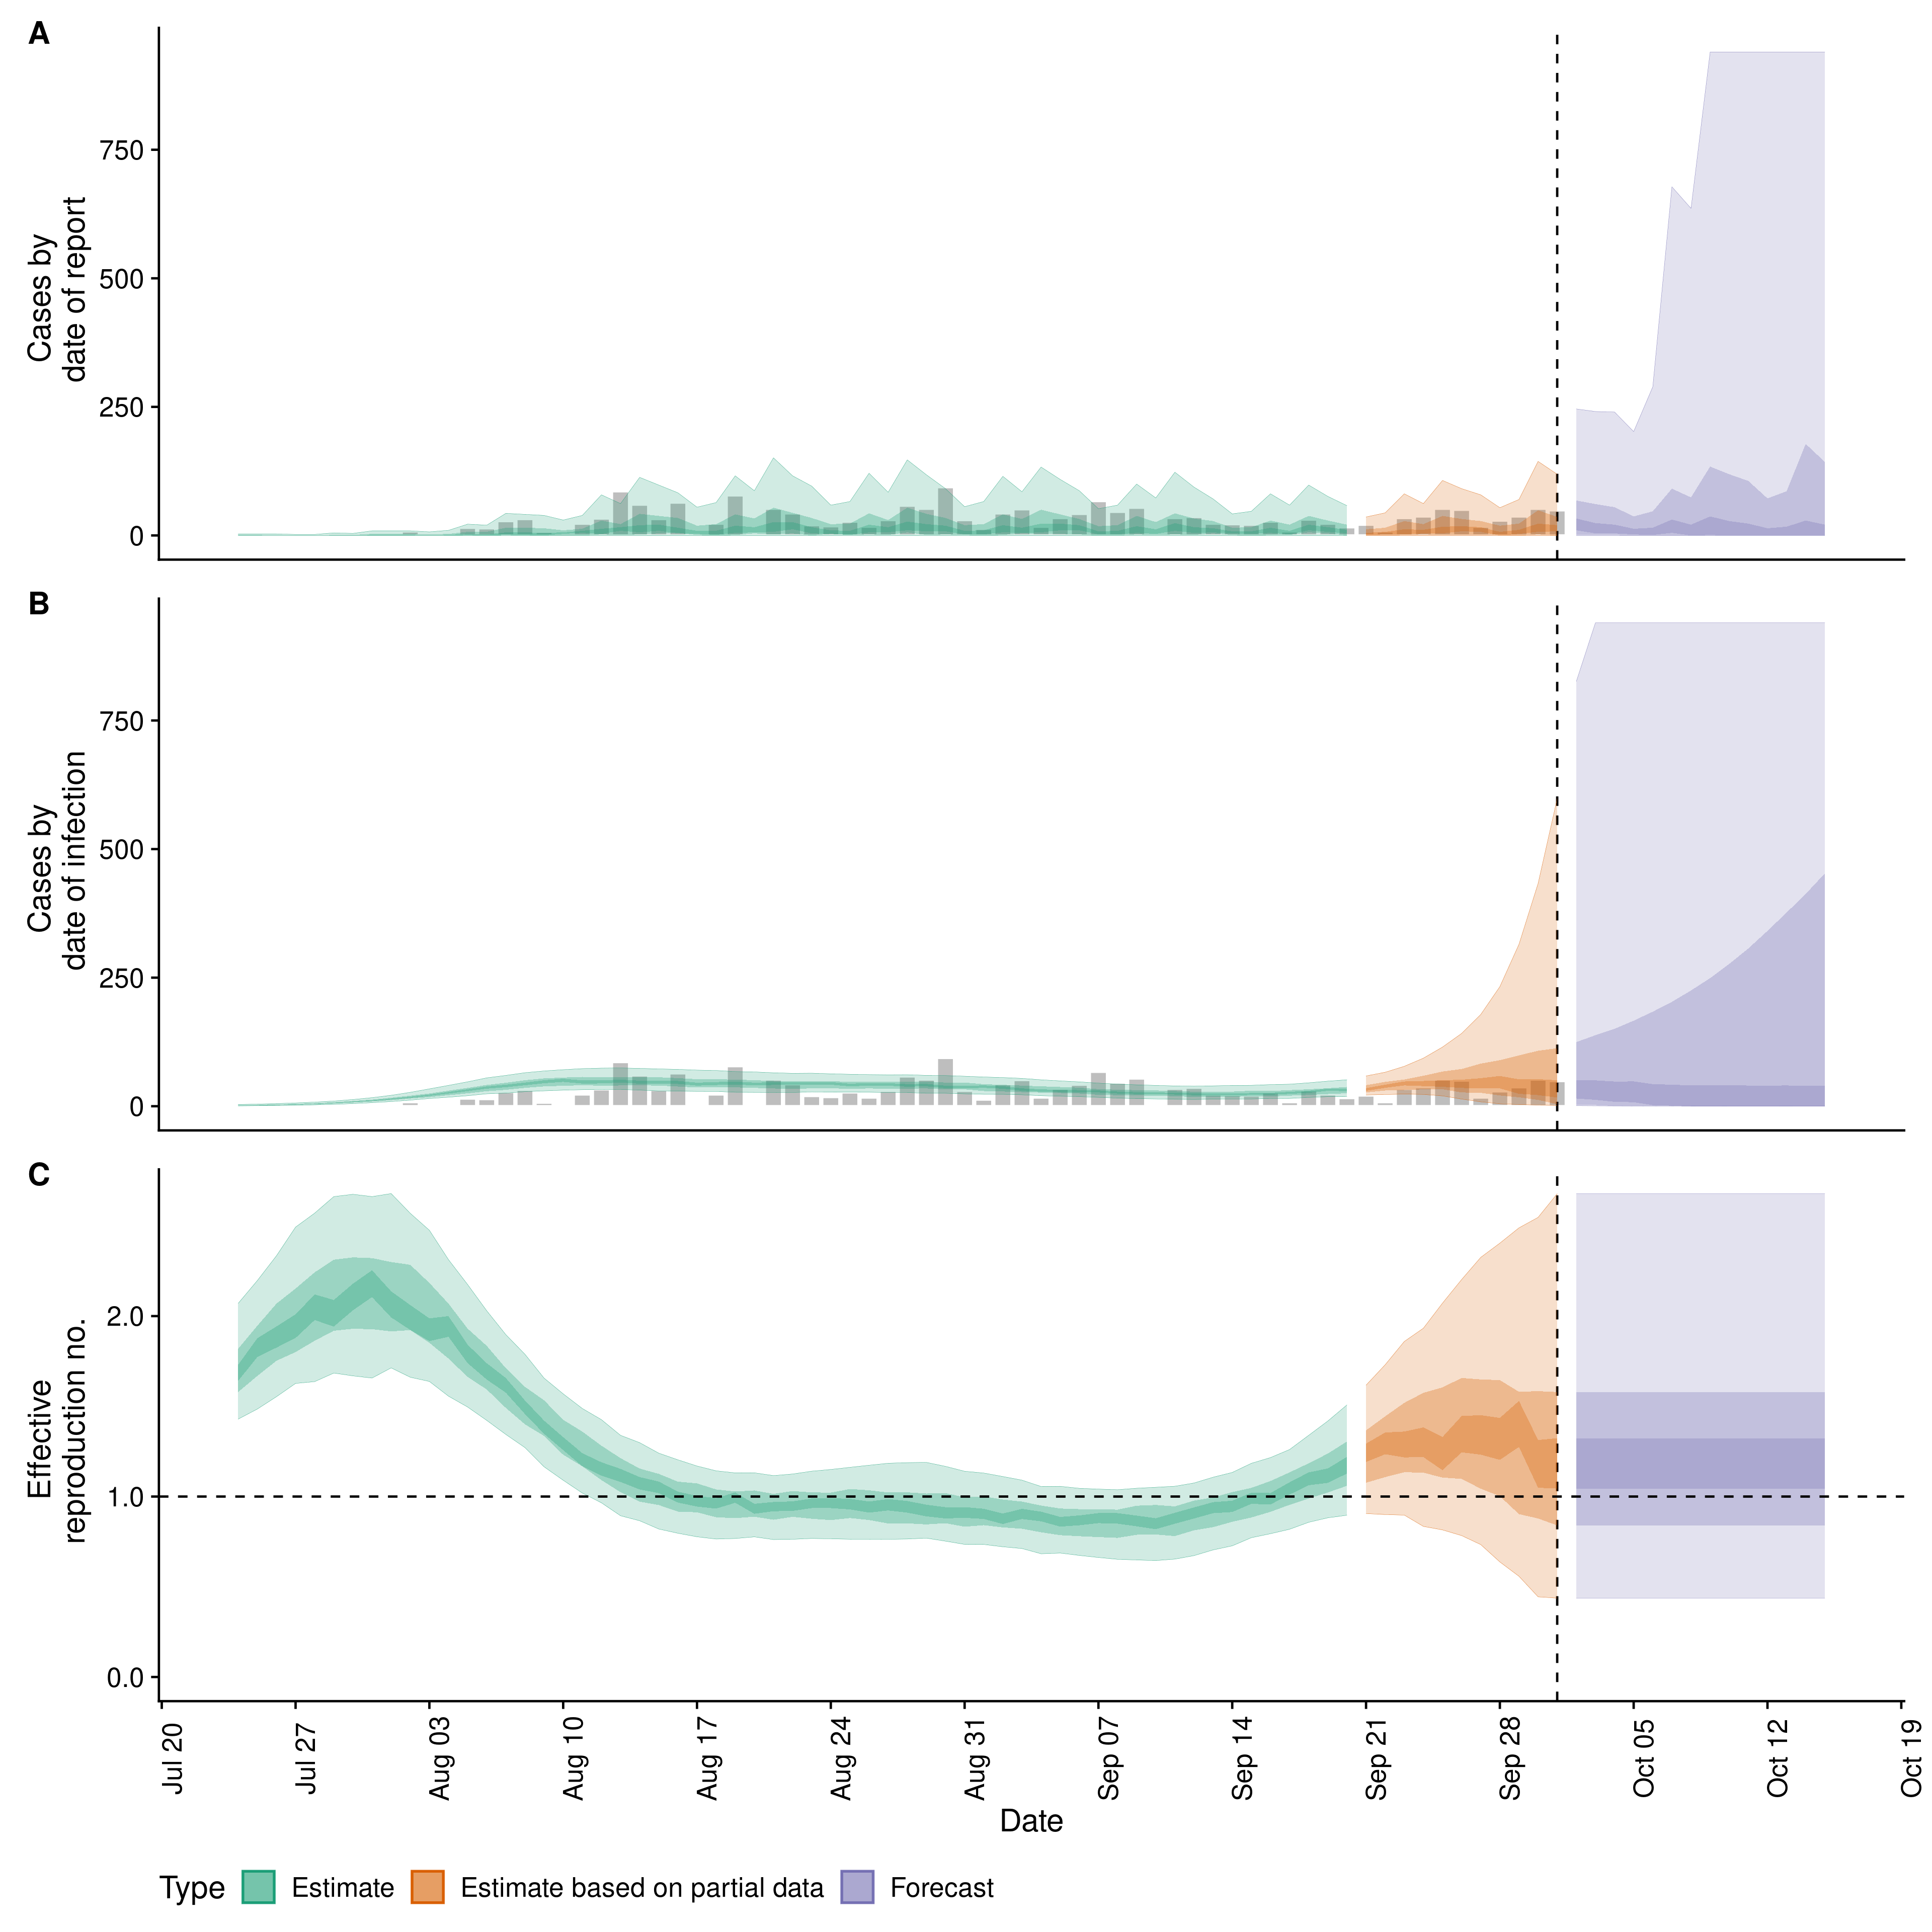 A
Cases by
date of report
750
500
250
0
B
Cases by
date of infection
750
500
250
0
C
Effective
reproduction no.
2.0
1.0
0.0
Jul 20
Jul 27
Aug 03
Aug 10
Aug 17
Aug 24
Aug 31
Sep 07
Sep 14
Sep 21
Sep 28
Oct 05
Oct 12
Oct 19
Date
Type Estimate Estimate based on partial data Forecast